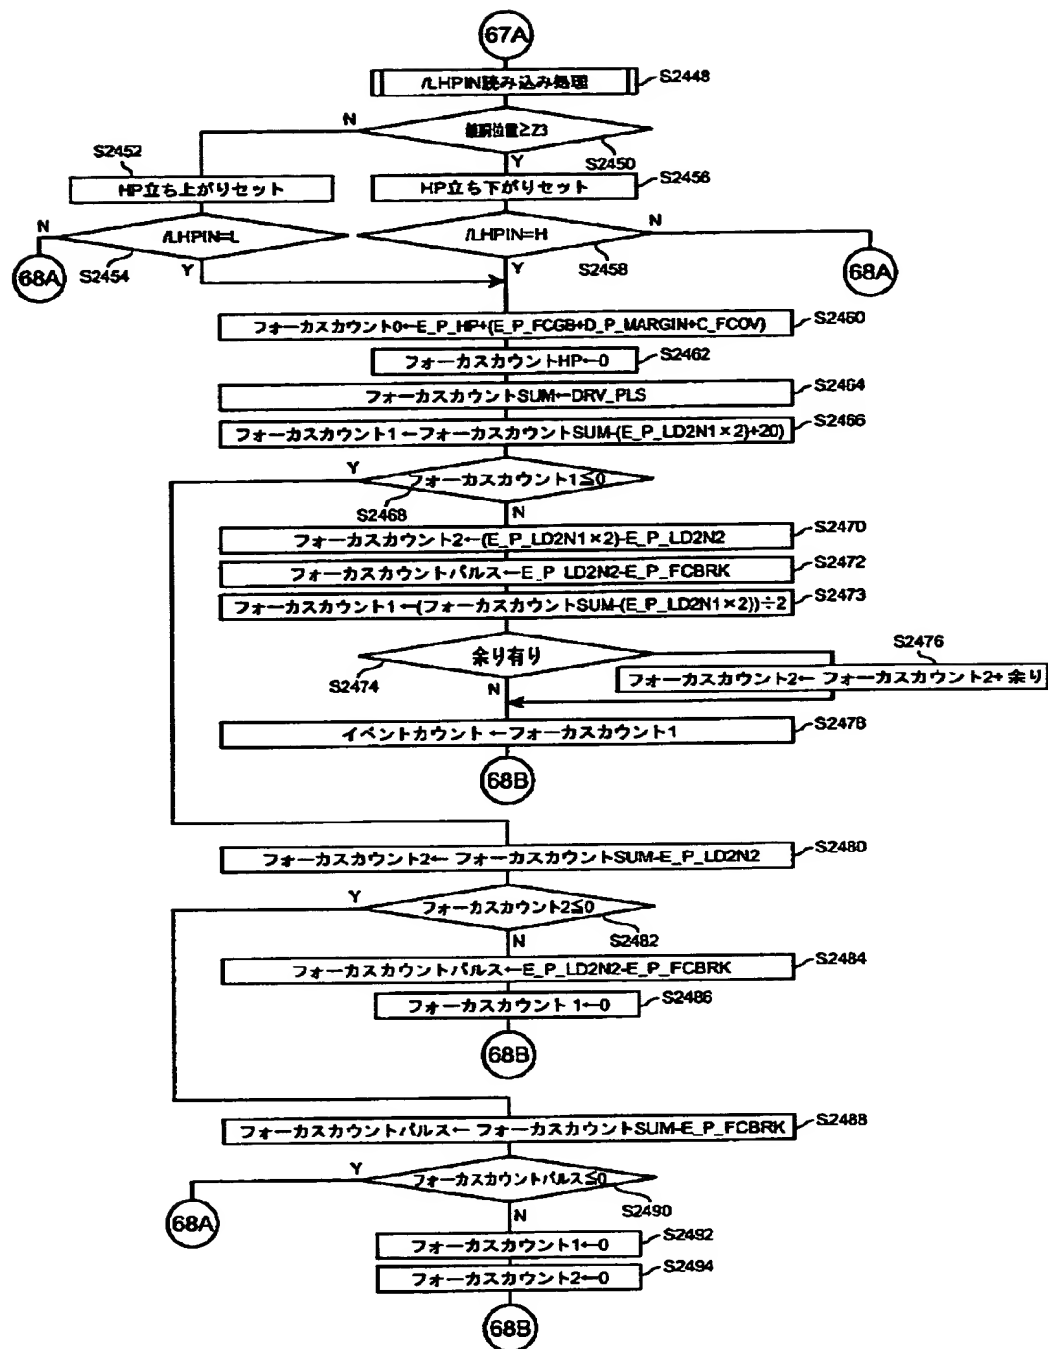 67A
/LHPIN読み込み処理
S2448
N
繰順位置≧Z3
S2450
Y
S2452
HP立ち上がりセット
HP立ち下がりセット
S2456
N
/LHPIN=L
S2454
Y
/LHPIN=H
S2458
N
Y
68A
68A
フォーカスカウント0←E_P_HP+(E_P_FCGB+D_P_MARGIN+C_FCOV)
S2460
フォーカスカウントHP←0
S2462
フォーカスカウントSUM←DRV_PLS
S2464
フォーカスカウント1←フォーカスカウントSUM-(E_P_LD2N1×2)+20)
S2466
Y
フォーカスカウント1≦0
S2468
N
フォーカスカウント2←(E_P_LD2N1×2)-E_P_LD2N2
S2470
フォーカスカウントパルス←E_P_LD2N2-E_P_FCBRK
S2472
フォーカスカウント1←(フォーカスカウントSUM-(E_P_LD2N1×2))÷2
S2473
余り有り
S2474
N
S2476
フォーカスカウント2←フォーカスカウント2+余り
イベントカウント←フォーカスカウント1
S2478
68B
フォーカスカウント2←フォーカスカウントSUM-E_P_LD2N2
S2480
Y
フォーカスカウント2≦0
S2482
N
フォーカスカウントパルス←E_P_LD2N2-E_P_FCBRK
S2484
フォーカスカウント1←0
S2486
68B
フォーカスカウントパルス←フォーカスカウントSUM-E_P_FCBRK
S2488
Y
フォーカスカウントパルス≦0
S2490
68A
N
フォーカスカウント1←0
S2492
フォーカスカウント2←0
S2494
68B